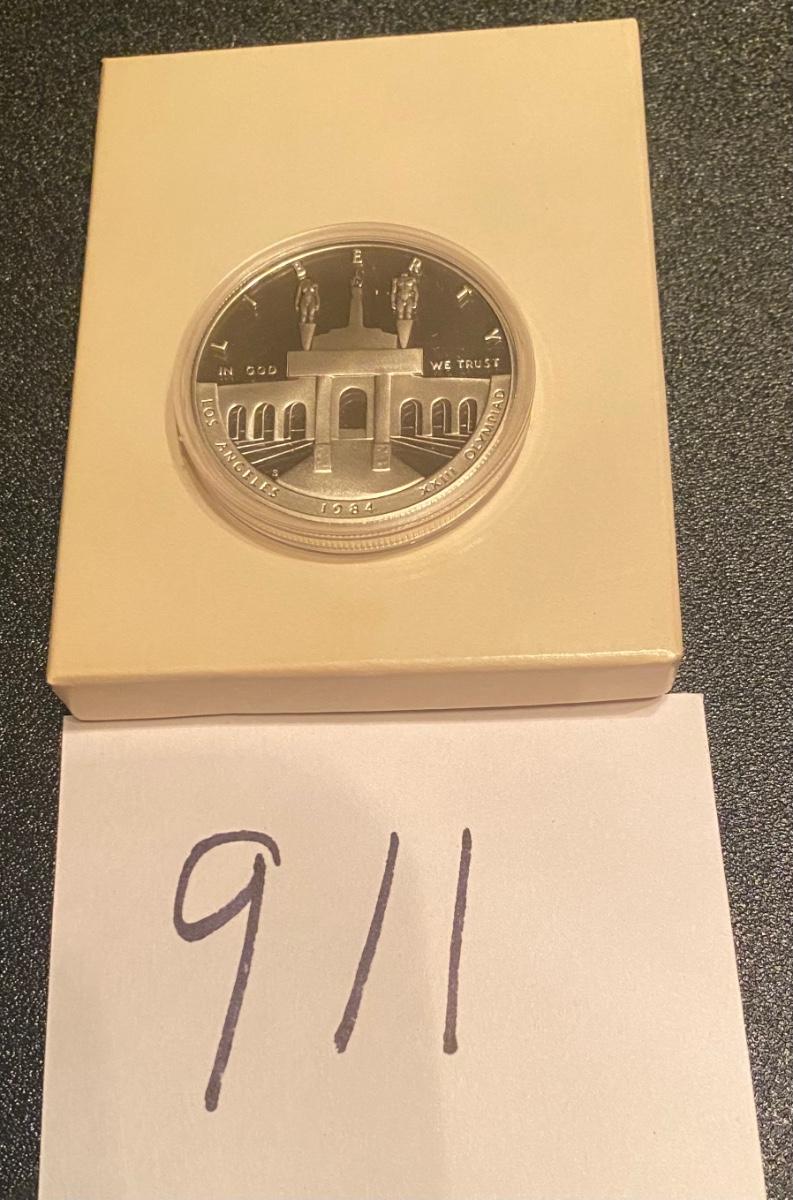 LIBERTY
IN GOD WE TRUST
LOS ANGELES XXIII OLYMPIAD
S
1984
911